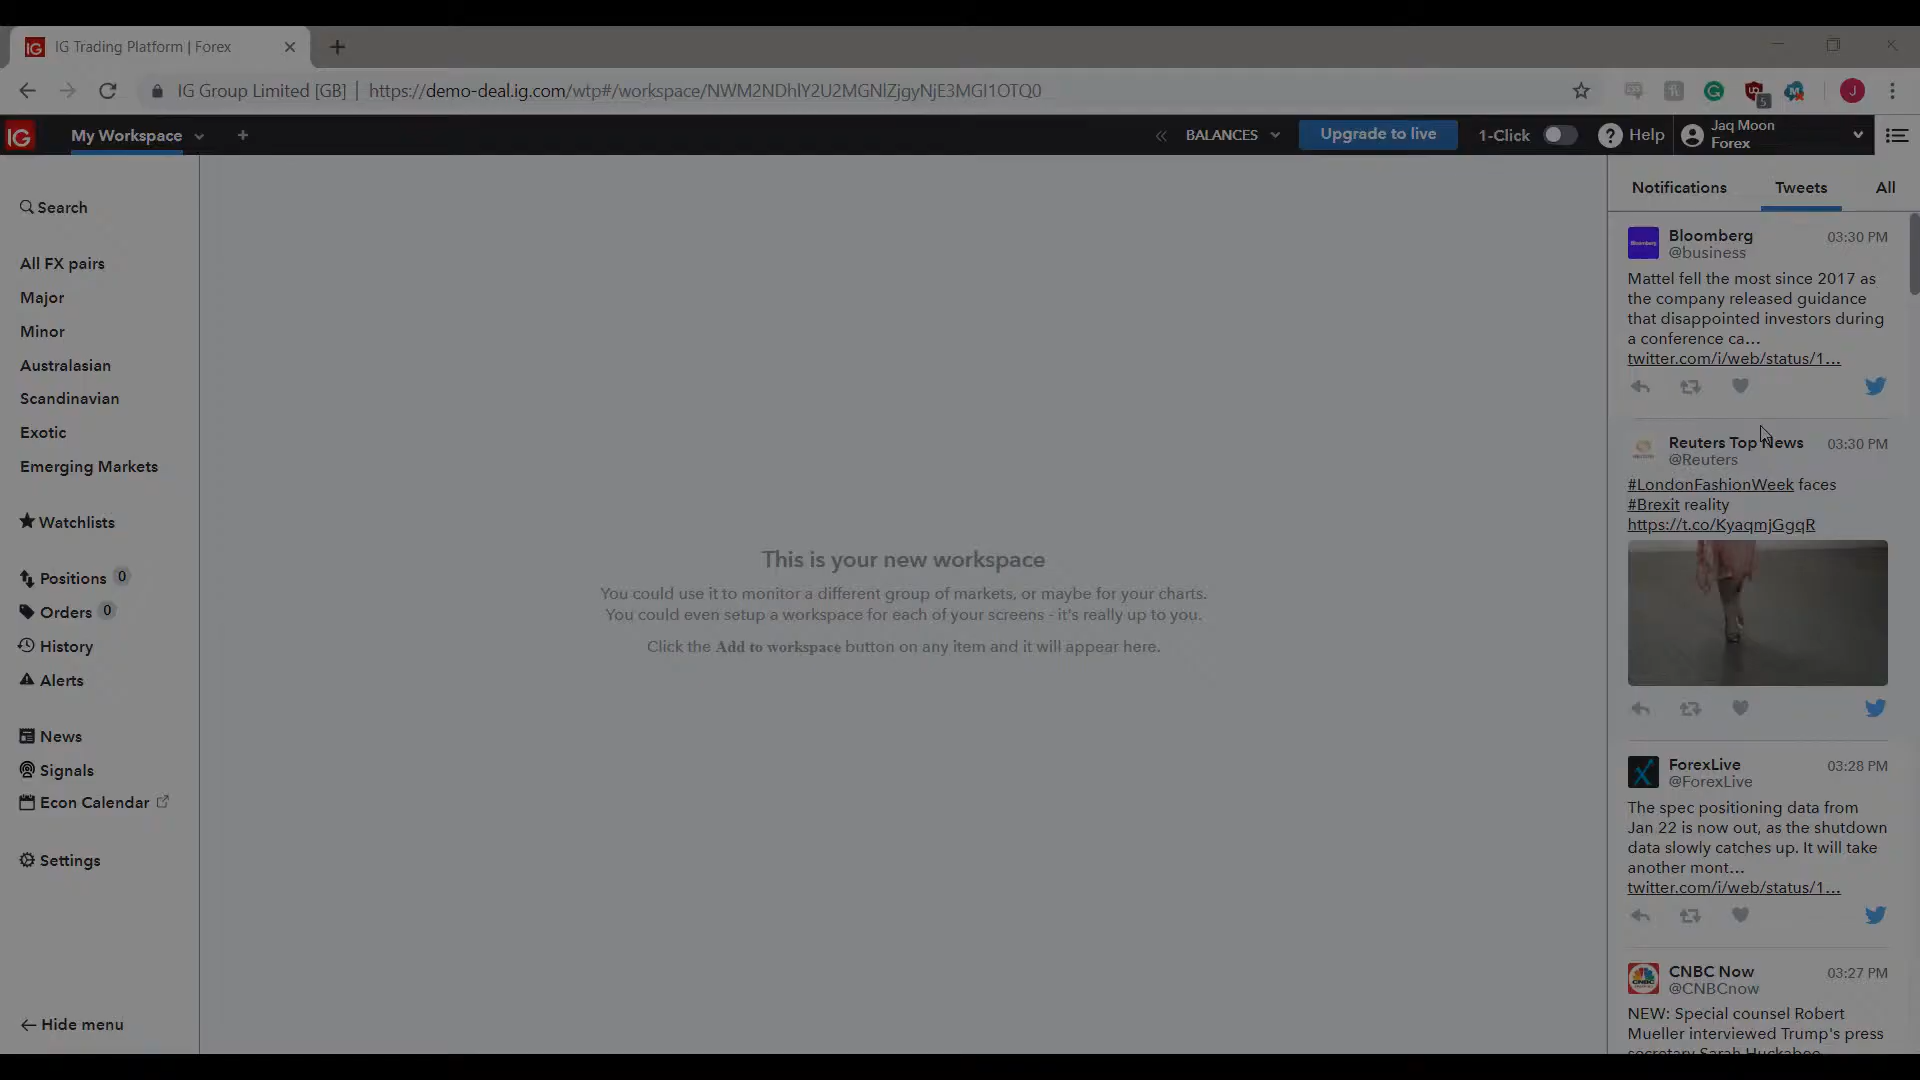 IG Trading Platform | Forex
IG Group Limited [GB] | https://demo-deal.ig.com/wtp#/workspace/NWM2NDhlY2U2MGNlZjgyNjE3MGI1OTQ0
5
J
IG
My Workspace
BALANCES
Upgrade to live
1-Click
Help
Jaq Moon
Forex
Search
All FX pairs
Major
Minor
Australasian
Scandinavian
Exotic
Emerging Markets
Watchlists
Positions 0
Orders 0
History
Alerts
News
Signals
Econ Calendar
Settings
Hide menu
This is your new workspace
You could use it to monitor a different group of markets, or maybe for your charts.
You could even setup a workspace for each of your screens - it's really up to you.
Click the Add to workspace button on any item and it will appear here.
Notifications Tweets All
Bloomberg 03:30 PM
@business
Mattel fell the most since 2017 as
the company released guidance
that disappointed investors during
a conference ca…
twitter.com/i/web/status/1…
Reuters Top News 03:30 PM
@Reuters
#LondonFashionWeek faces
#Brexit reality
https://t.co/KyaqmjGgqR
ForexLive 03:28 PM
@ForexLive
The spec positioning data from
Jan 22 is now out, as the shutdown
data slowly catches up. It will take
another mont…
twitter.com/i/web/status/1…
CNBC Now 03:27 PM
@CNBCnow
NEW: Special counsel Robert
Mueller interviewed Trump's press
secretary Sarah Huckabee